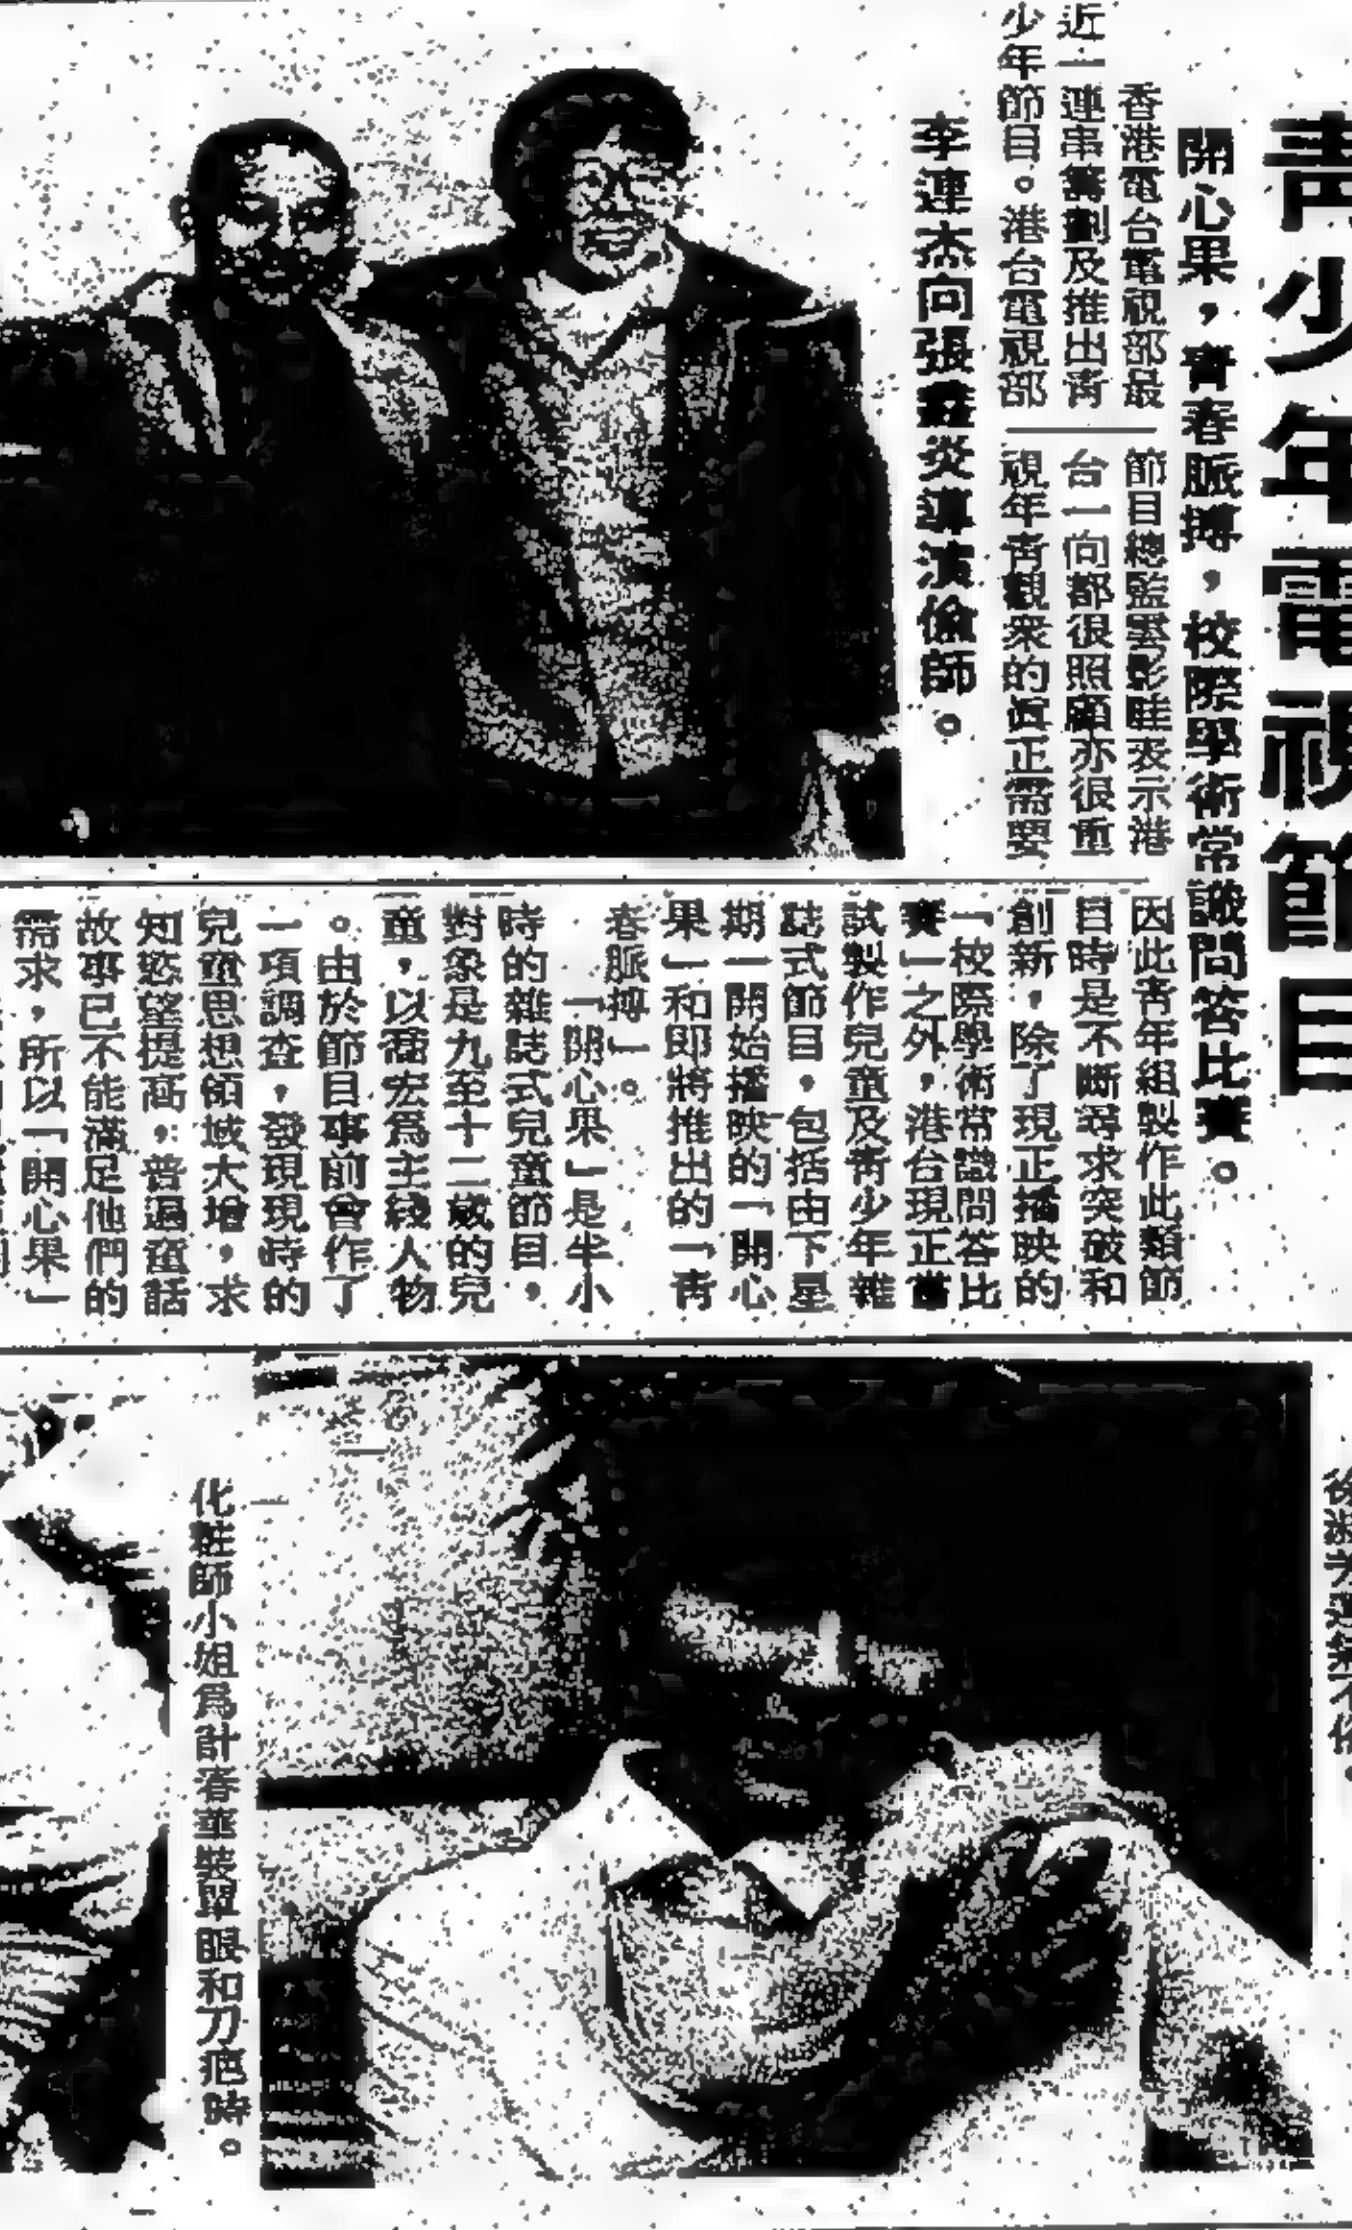 青少年電視節目
開心果，青春脈搏，校際學術常識問答比賽。
香港電台電視部最
近一連串籌劃及推出青
少年節目。港台電視部
節目總監 影 表示港
台一向都很照顧亦很重
視年青觀衆的眞正需要
因此青年組製作此類節
目時是不斷尋求突破和
創新，除了現正播映的
「校際學術常識問答比
賽」之外，港台現正嘗
試製作兒童及青少年雜
誌式節目，包括由下星
期一開始播映的「開心
果」和即將推出的「青
春脈搏」。
「開心果」是半小
時的雜誌式兒童節目，
對象是九至十二歲的兒
童，以 宏爲主綫人物
。由於節目事前曾作了
一項調查，發現現時的
兒童思想領域大增，求
知慾望提高，普遍童話
故事已不能滿足他們的
需求，所以「開心果」
李連杰向張鑫炎導演偷師。
化粧師小姐爲計春華裝單眼和刀疤時。